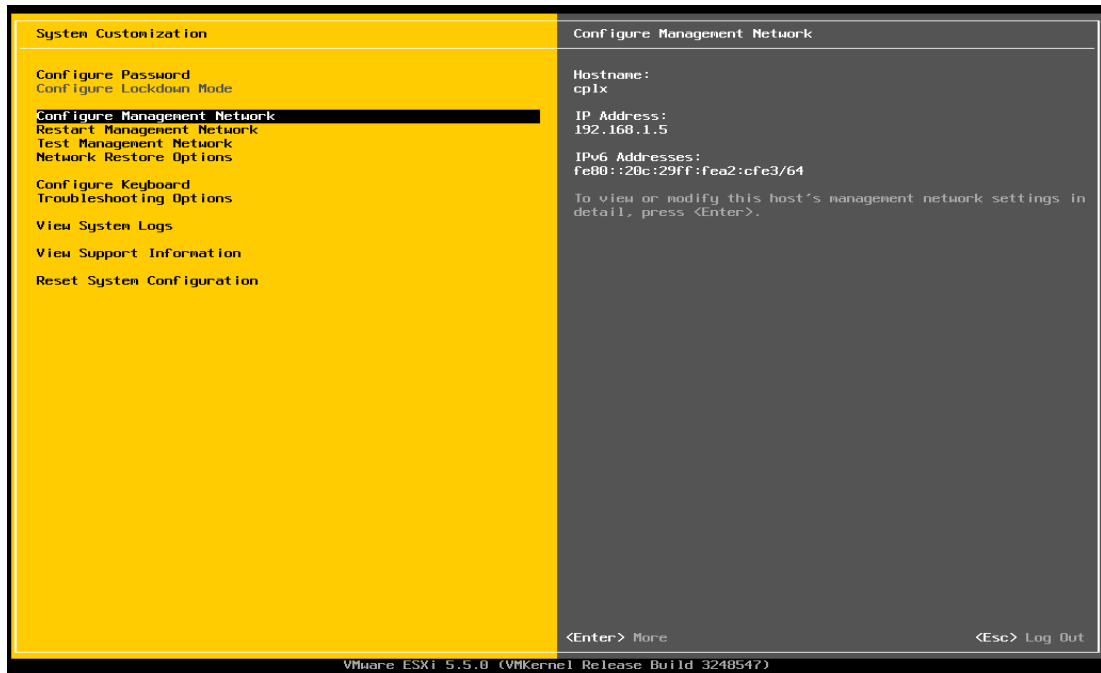 System Customization
Configure Password
Configure Lockdown Mode
Configure Management Network
Restart Management Network
Test Management Network
Network Restore Options
Configure Keyboard
Troubleshooting Options
View System Logs
View Support Information
Reset System Configuration
Configure Management Network
Hostname:
cplx
IP Address:
192.168.1.5
IPv6 Addresses:
fe80::20c:29ff:fea2:cfe3/64
To view or modify this host's management network settings in
detail, press <Enter>.
<Enter> More
<Esc> Log Out
VMware ESXi 5.5.0 (VMKernel Release Build 3248547)